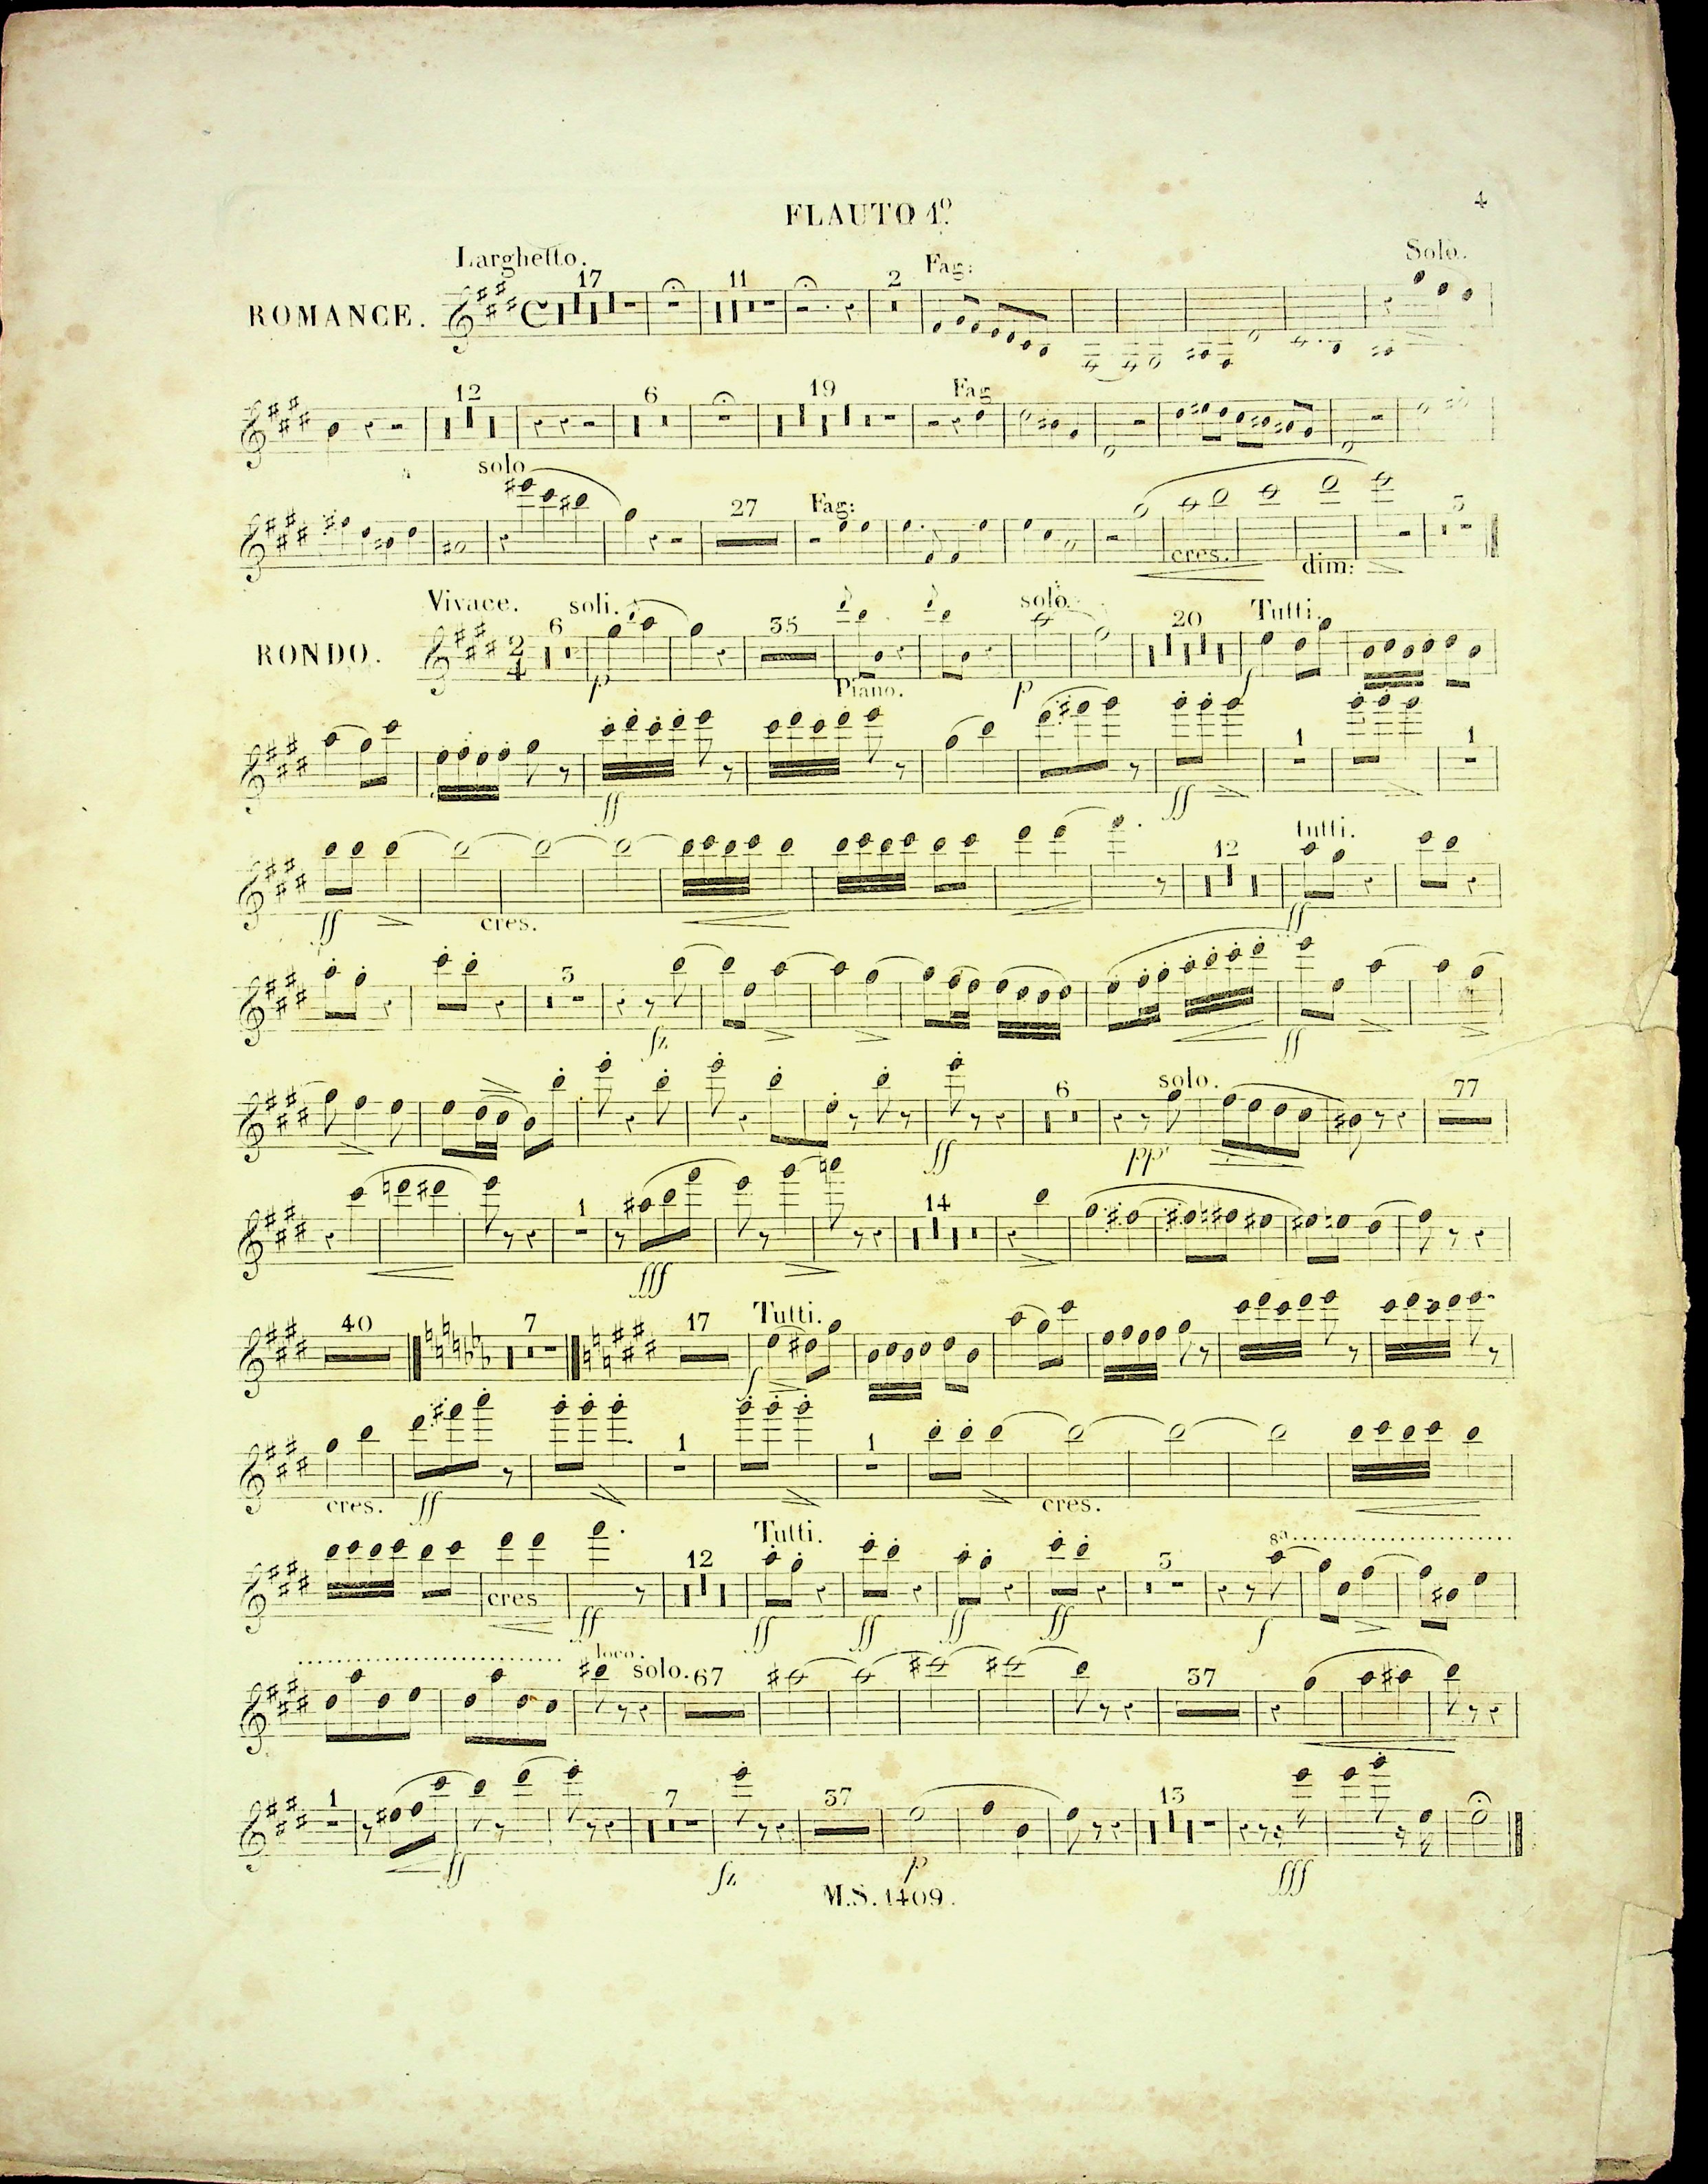 4
FLAUTO 1º
Larghetto.
ROMANCE. 17 11 2 Fag: Solo.
12 6 19 Fag
solo 27 Fag: cres. dim: 3
Vivace.
RONDO. 2 4 6 soli. p 35 Piano. solo p 20 Tutti. f
ff ff 1 1
ff cres. 12 tutti. ff
3 fz ff
ff 6 solo. pp 77
1 fff 14
40 7 17 Tutti. f
cres. ff 1 1 cres.
cres ff 12 Tutti. ff ff ff ff 3 8a f
loco. solo. 67 37
1 ff 7 fz 37 p 13 fff
M.S.1409.